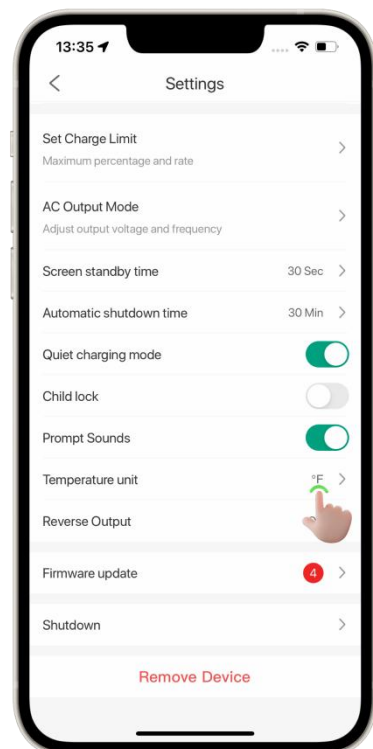 13:35
Settings
Set Charge Limit
Maximum percentage and rate
AC Output Mode
Adjust output voltage and frequency
Screen standby time 30 Sec
Automatic shutdown time 30 Min
Quiet charging mode
Child lock
Prompt Sounds
Temperature unit °F
Reverse Output
Firmware update 4
Shutdown
Remove Device